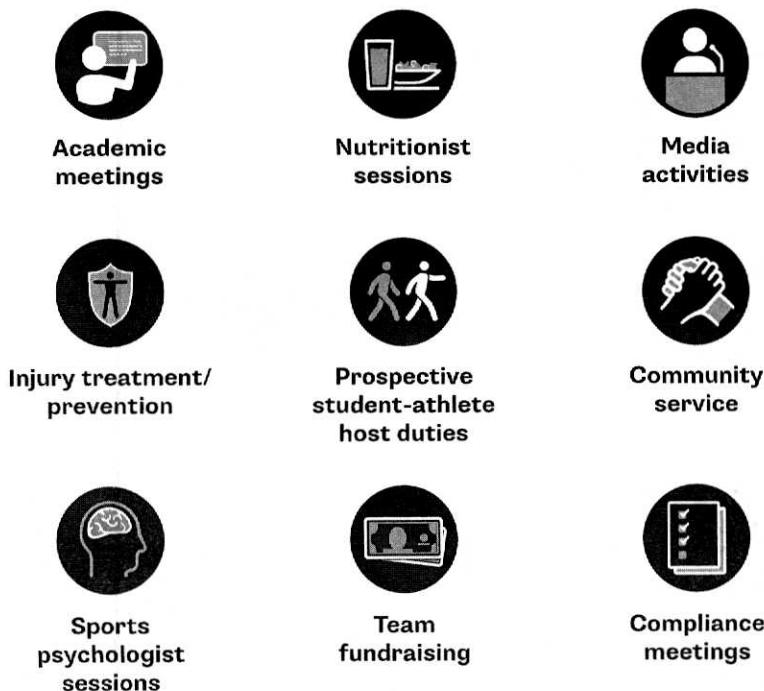 Academic
meetings
Nutritionist
sessions
Media
activities
Injury treatment/
prevention
Prospective
student-athlete
host duties
Community
service
Sports
psychologist
sessions
Team
fundraising
Compliance
meetings